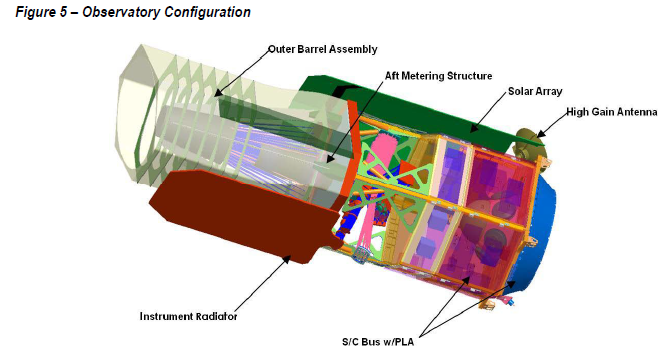 Figure 5 – Observatory Configuration
Outer Barrel Assembly
Aft Metering Structure
Solar Array
High Gain Antenna
Instrument Radiator
S/C Bus w/PLA